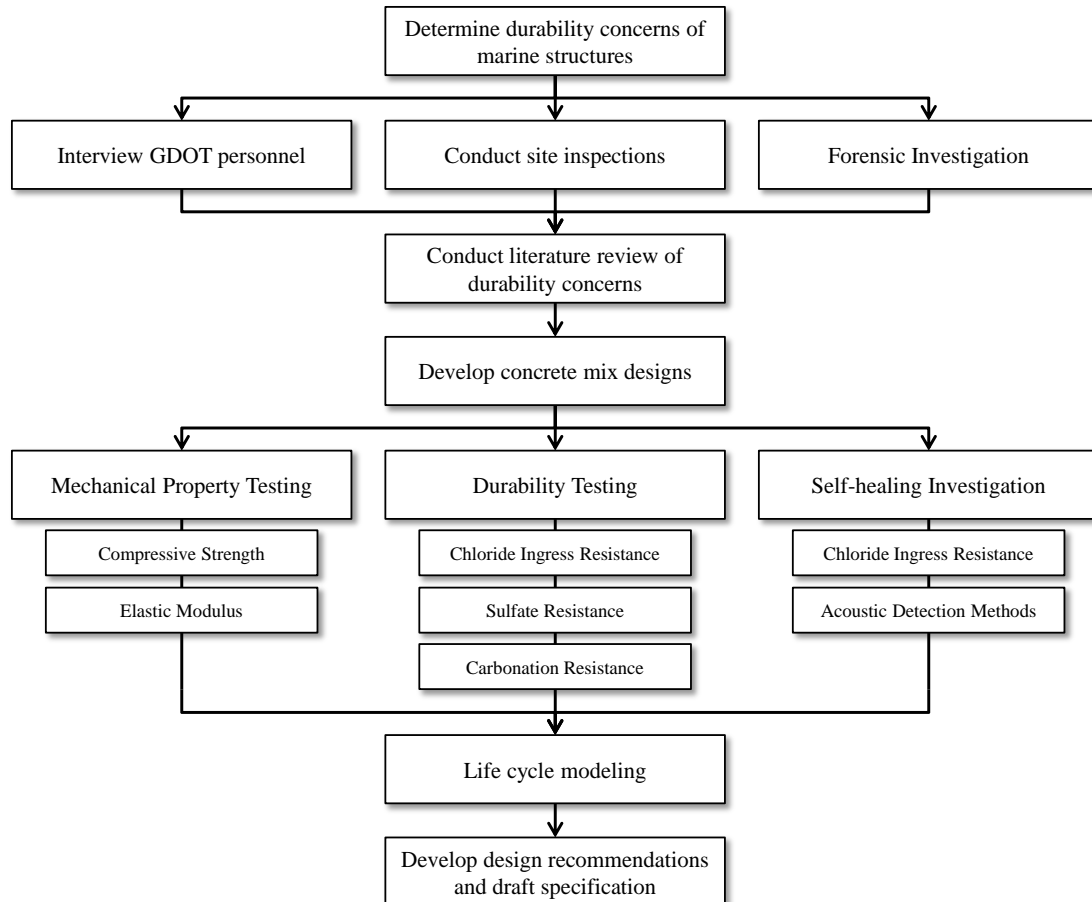 Determine durability concerns of
marine structures
Interview GDOT personnel
Conduct site inspections
Forensic Investigation
Conduct literature review of
durability concerns
Develop concrete mix designs
Mechanical Property Testing
Durability Testing
Self-healing Investigation
Compressive Strength
Chloride Ingress Resistance
Chloride Ingress Resistance
Elastic Modulus
Sulfate Resistance
Acoustic Detection Methods
Carbonation Resistance
Life cycle modeling
Develop design recommendations
and draft specification